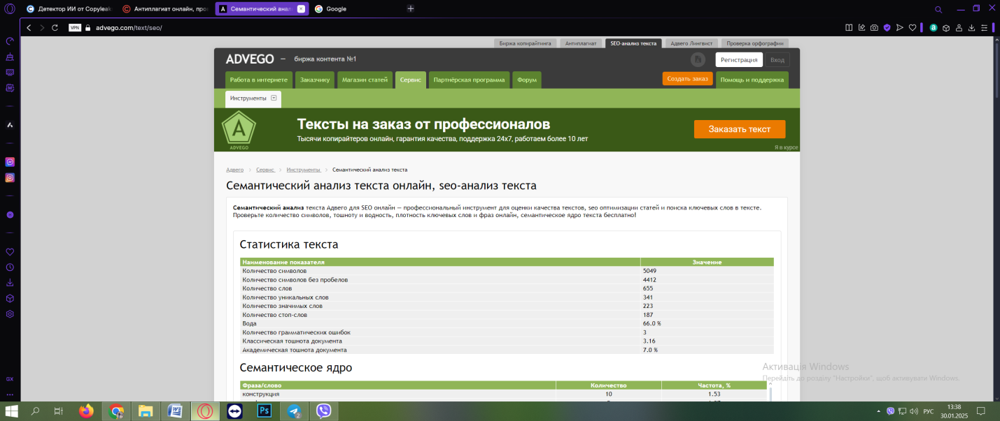 Детектор ИИ от Copyleak
Антиплагиат онлайн, про
Семантический анал
Google
VPN advego.com/text/seo/
Биржа копирайтинга Антиплагиат SEO-анализ текста Адвего Лингвист Проверка орфографии
ADVEGO — биржа контента №1 Регистрация Вход
Работа в интернете Заказчику Магазин статей Сервис Партнёрская программа Форум Создать заказ Помощь и поддержка
Инструменты
Тексты на заказ от профессионалов
Тысячи копирайтеров онлайн, гарантия качества, поддержка 24х7, работаем более 10 лет
Заказать текст
A
ADVEGO
Я в курсе
Адвего > Сервис > Инструменты > Семантический анализ текста
Семантический анализ текста онлайн, seo-анализ текста
Семантический анализ текста Адвего для SEO онлайн — профессиональный инструмент для оценки качества текстов, seo оптимизации статей и поиска ключевых слов в тексте.
Проверьте количество символов, тошноту и водность, плотность ключевых слов и фраз онлайн, семантическое ядро текста бесплатно!
Статистика текста
Наименование показателя Значение
Количество символов 5049
Количество символов без пробелов 4412
Количество слов 655
Количество уникальных слов 341
Количество значимых слов 223
Количество стоп-слов 187
Вода 66.0 %
Количество грамматических ошибок 3
Классическая тошнота документа 3.16
Академическая тошнота документа 7.0 %
Семантическое ядро
Фраза/слово Количество Частота, %
конструкция 10 1.53
Активація Windows
Перейдіть до розділу "Настройки", щоб активувати Windows.
GX
Ps
2
РУС
13:38
30.01.2025